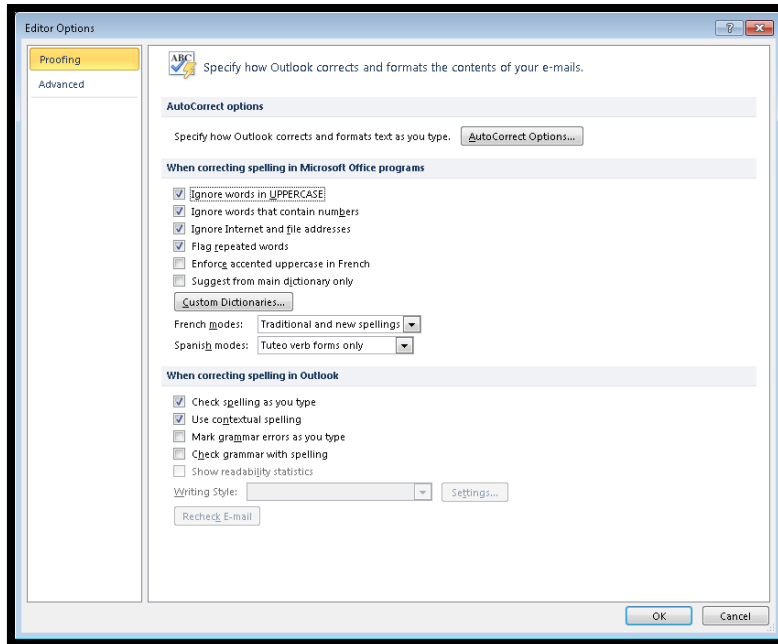 Editor Options
Proofing
Advanced
ABC
Specify how Outlook corrects and formats the contents of your e-mails.
AutoCorrect options
Specify how Outlook corrects and formats text as you type. AutoCorrect Options...
When correcting spelling in Microsoft Office programs
Ignore words in UPPERCASE
Ignore words that contain numbers
Ignore Internet and file addresses
Flag repeated words
Enforce accented uppercase in French
Suggest from main dictionary only
Custom Dictionaries...
French modes: Traditional and new spellings
Spanish modes: Tuteo verb forms only
When correcting spelling in Outlook
Check spelling as you type
Use contextual spelling
Mark grammar errors as you type
Check grammar with spelling
Show readability statistics
Writing Style: Settings...
Recheck E-mail
OK Cancel